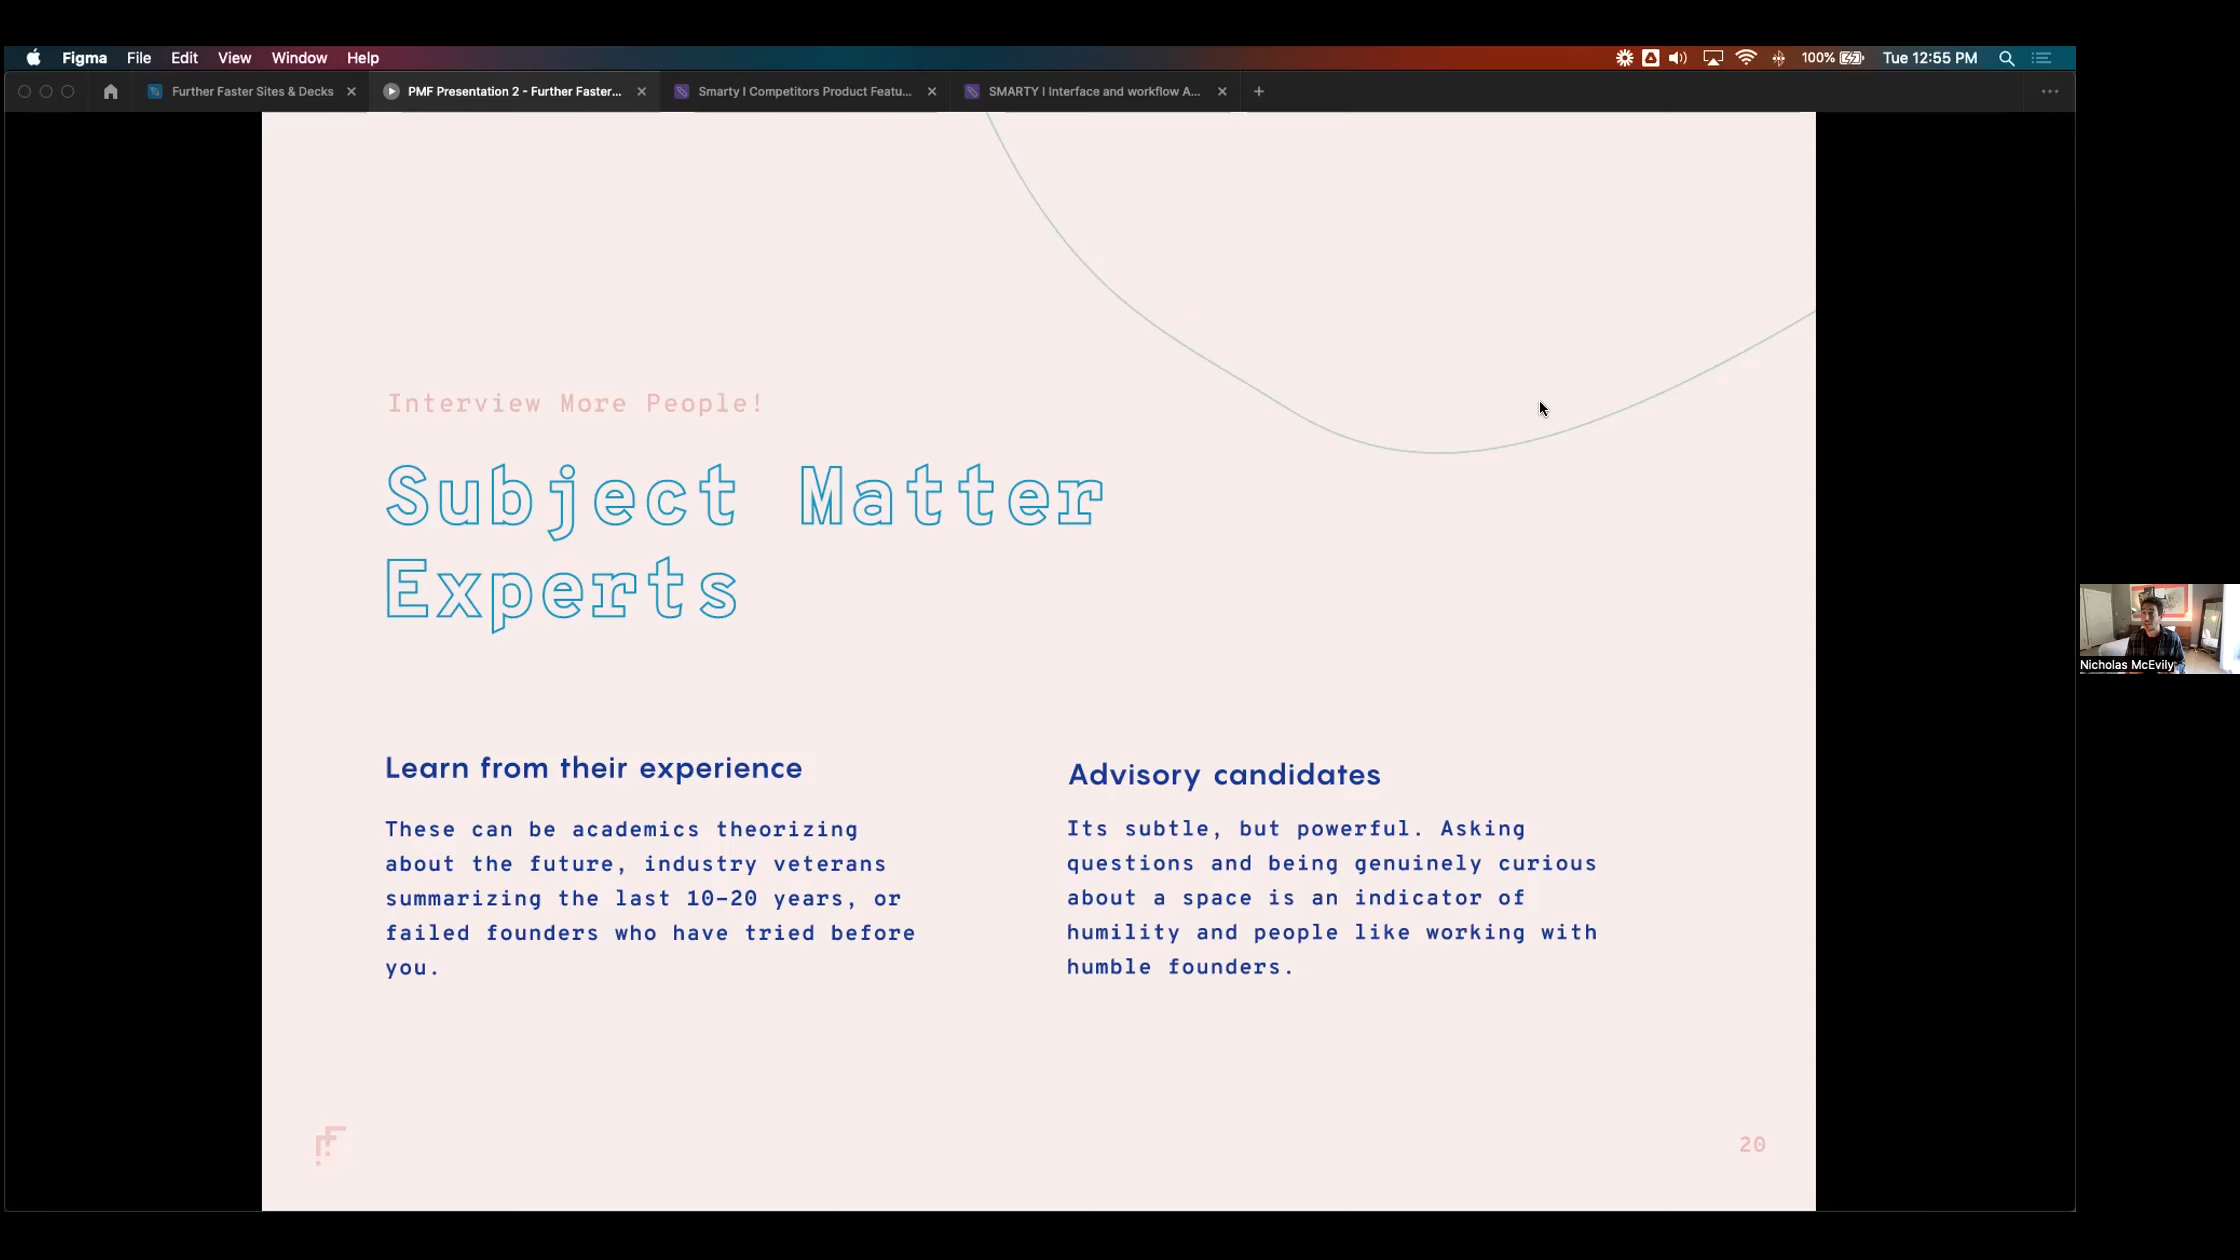 Figma File Edit View Window Help 100% Tue 12:55 PM
Further Faster Sites & Decks PMF Presentation 2 - Further Faster... Smarty I Competitors Product Featu... SMARTY I Interface and workflow A...
Interview More People!
Subject Matter
Experts
Learn from their experience
These can be academics theorizing
about the future, industry veterans
summarizing the last 10-20 years, or
failed founders who have tried before
you.
Advisory candidates
Its subtle, but powerful. Asking
questions and being genuinely curious
about a space is an indicator of
humility and people like working with
humble founders.
20
Nicholas McEvily